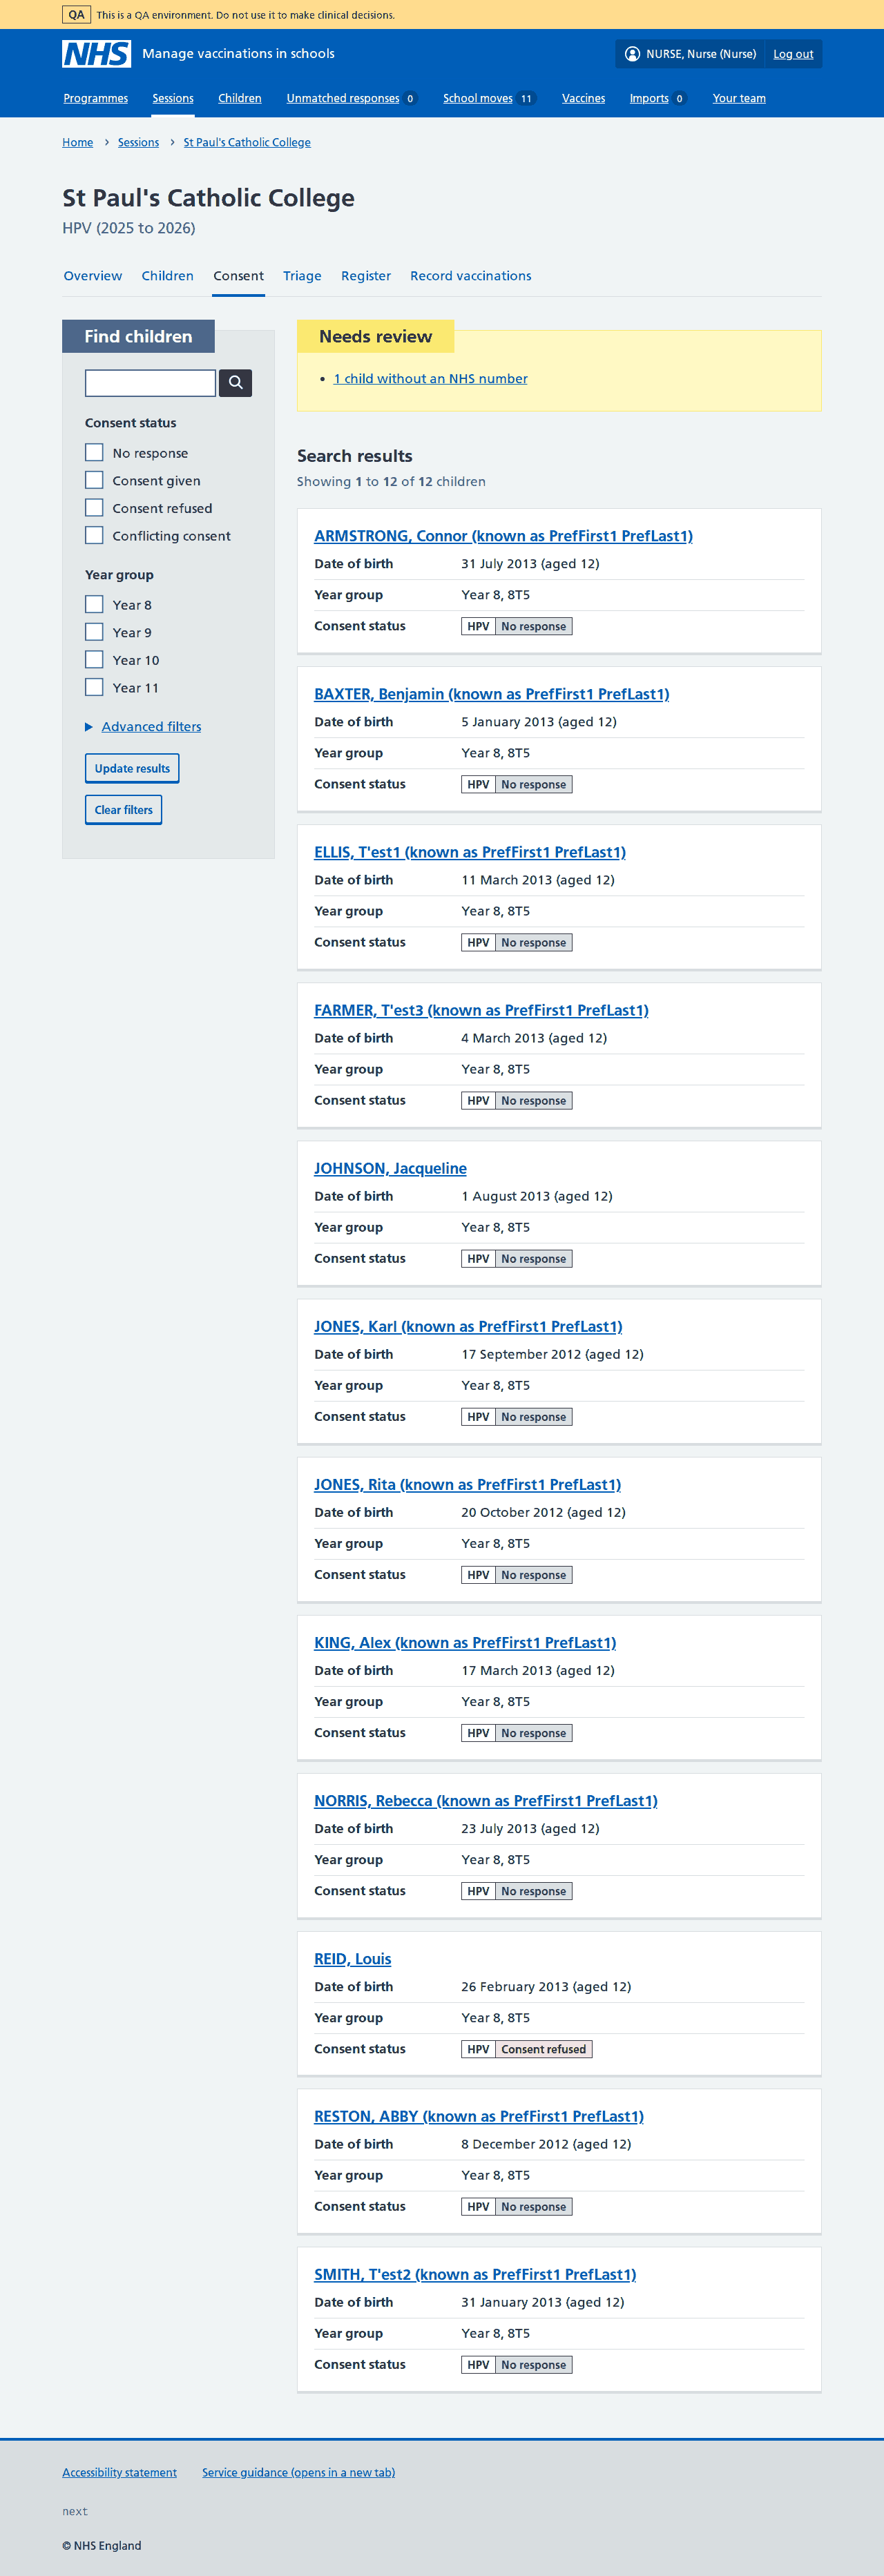 QA This is a QA environment. Do not use it to make clinical decisions.
NHS Manage vaccinations in schools NURSE, Nurse (Nurse) Log out
Programmes Sessions Children Unmatched responses 0 School moves 11 Vaccines Imports 0 Your team
Home › Sessions › St Paul's Catholic College
St Paul's Catholic College
HPV (2025 to 2026)
Overview Children Consent Triage Register Record vaccinations
Find children
Consent status
No response
Consent given
Consent refused
Conflicting consent
Year group
Year 8
Year 9
Year 10
Year 11
Advanced filters
Update results
Clear filters
Needs review
• 1 child without an NHS number
Search results
Showing 1 to 12 of 12 children
ARMSTRONG, Connor (known as PrefFirst1 PrefLast1)
Date of birth 31 July 2013 (aged 12)
Year group Year 8, 8T5
Consent status HPV No response
BAXTER, Benjamin (known as PrefFirst1 PrefLast1)
Date of birth 5 January 2013 (aged 12)
Year group Year 8, 8T5
Consent status HPV No response
ELLIS, T'est1 (known as PrefFirst1 PrefLast1)
Date of birth 11 March 2013 (aged 12)
Year group Year 8, 8T5
Consent status HPV No response
FARMER, T'est3 (known as PrefFirst1 PrefLast1)
Date of birth 4 March 2013 (aged 12)
Year group Year 8, 8T5
Consent status HPV No response
JOHNSON, Jacqueline
Date of birth 1 August 2013 (aged 12)
Year group Year 8, 8T5
Consent status HPV No response
JONES, Karl (known as PrefFirst1 PrefLast1)
Date of birth 17 September 2012 (aged 12)
Year group Year 8, 8T5
Consent status HPV No response
JONES, Rita (known as PrefFirst1 PrefLast1)
Date of birth 20 October 2012 (aged 12)
Year group Year 8, 8T5
Consent status HPV No response
KING, Alex (known as PrefFirst1 PrefLast1)
Date of birth 17 March 2013 (aged 12)
Year group Year 8, 8T5
Consent status HPV No response
NORRIS, Rebecca (known as PrefFirst1 PrefLast1)
Date of birth 23 July 2013 (aged 12)
Year group Year 8, 8T5
Consent status HPV No response
REID, Louis
Date of birth 26 February 2013 (aged 12)
Year group Year 8, 8T5
Consent status HPV Consent refused
RESTON, ABBY (known as PrefFirst1 PrefLast1)
Date of birth 8 December 2012 (aged 12)
Year group Year 8, 8T5
Consent status HPV No response
SMITH, T'est2 (known as PrefFirst1 PrefLast1)
Date of birth 31 January 2013 (aged 12)
Year group Year 8, 8T5
Consent status HPV No response
Accessibility statement Service guidance (opens in a new tab)
next
© NHS England